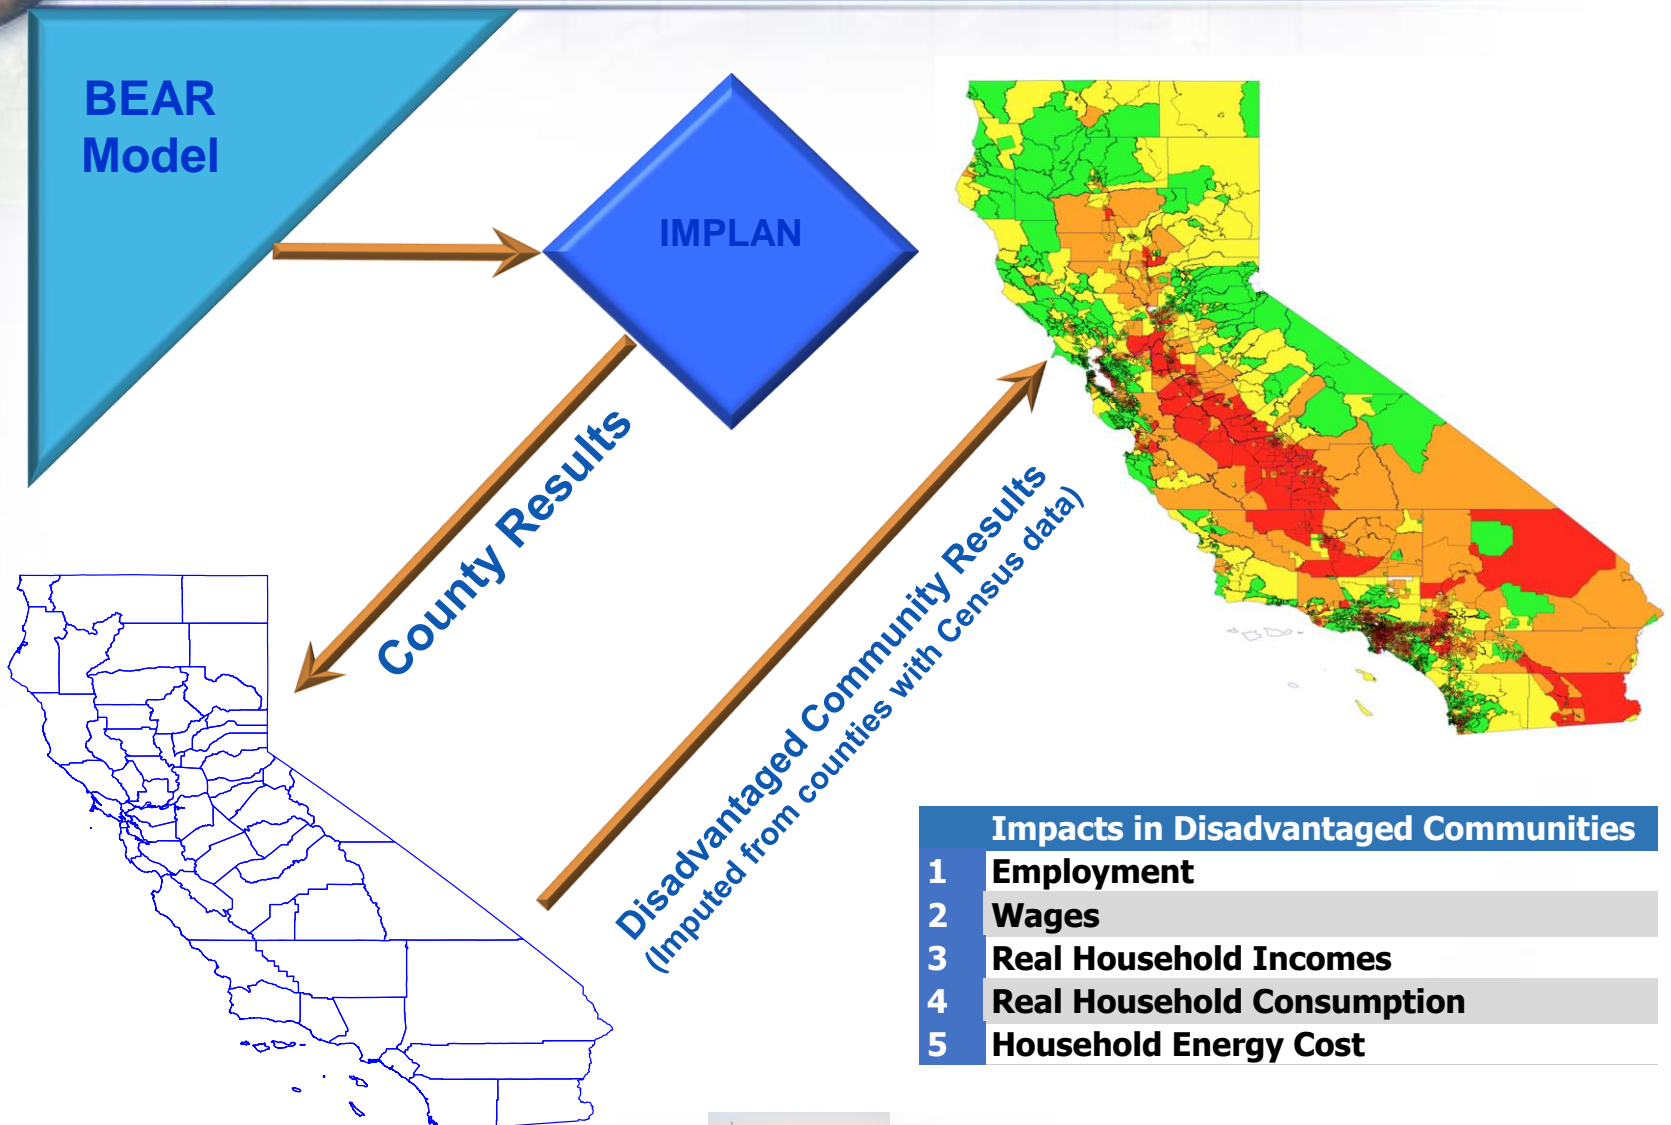 BEAR
Model
IMPLAN
County Results
Disadvantaged Community Results
(Imputed from counties with Census data)
Impacts in Disadvantaged Communities
1 Employment
2 Wages
3 Real Household Incomes
4 Real Household Consumption
5 Household Energy Cost